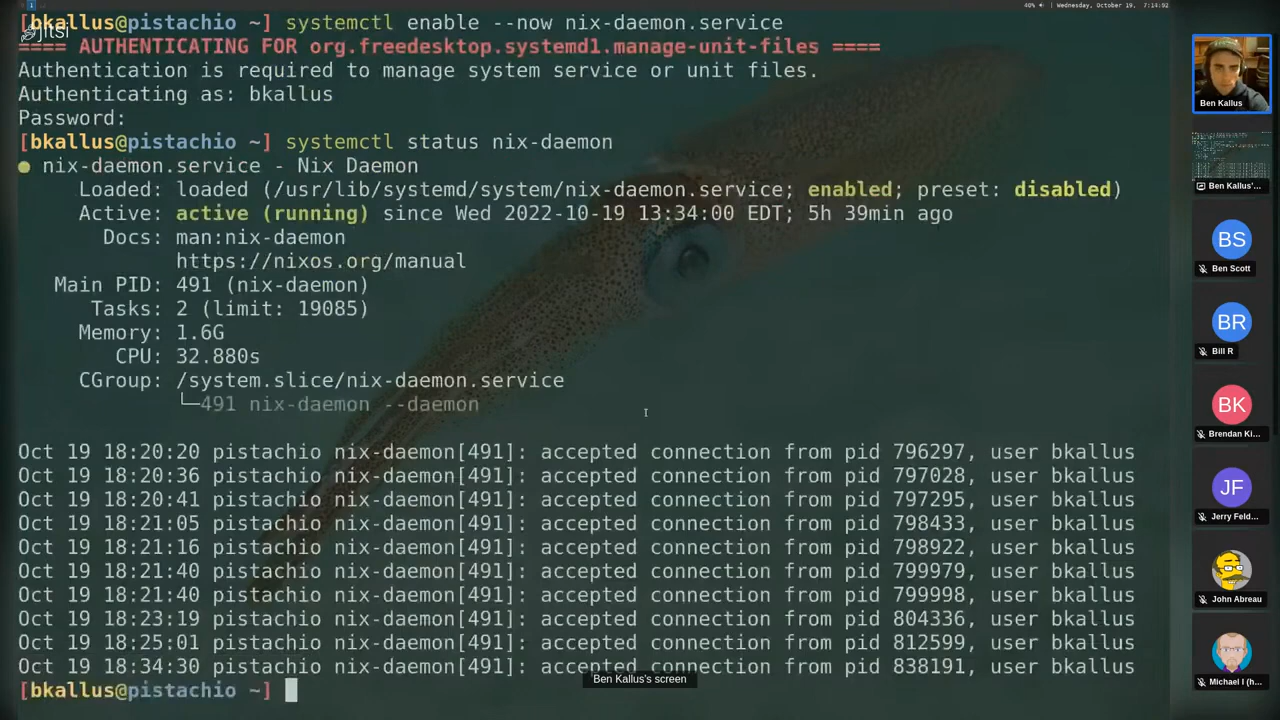 40% Wednesday, October 19, 7:14:02
[bkallus@pistachio ~] systemctl enable --now nix-daemon.service
Jitsi
==== AUTHENTICATING FOR org.freedesktop.systemd1.manage-unit-files ====
Authentication is required to manage system service or unit files.
Authenticating as: bkallus
Password:
[bkallus@pistachio ~] systemctl status nix-daemon
● nix-daemon.service - Nix Daemon
Loaded: loaded (/usr/lib/systemd/system/nix-daemon.service; enabled; preset: disabled)
Active: active (running) since Wed 2022-10-19 13:34:00 EDT; 5h 39min ago
Docs: man:nix-daemon
https://nixos.org/manual
Main PID: 491 (nix-daemon)
Tasks: 2 (limit: 19085)
Memory: 1.6G
CPU: 32.880s
CGroup: /system.slice/nix-daemon.service
└─491 nix-daemon --daemon
Oct 19 18:20:20 pistachio nix-daemon[491]: accepted connection from pid 796297, user bkallus
Oct 19 18:20:36 pistachio nix-daemon[491]: accepted connection from pid 797028, user bkallus
Oct 19 18:20:41 pistachio nix-daemon[491]: accepted connection from pid 797295, user bkallus
Oct 19 18:21:05 pistachio nix-daemon[491]: accepted connection from pid 798433, user bkallus
Oct 19 18:21:16 pistachio nix-daemon[491]: accepted connection from pid 798922, user bkallus
Oct 19 18:21:40 pistachio nix-daemon[491]: accepted connection from pid 799979, user bkallus
Oct 19 18:21:40 pistachio nix-daemon[491]: accepted connection from pid 799998, user bkallus
Oct 19 18:23:19 pistachio nix-daemon[491]: accepted connection from pid 804336, user bkallus
Oct 19 18:25:01 pistachio nix-daemon[491]: accepted connection from pid 812599, user bkallus
Oct 19 18:34:30 pistachio nix-daemon[491]: accepted connection from pid 838191, user bkallus
[bkallus@pistachio ~]
Ben Kallus's screen
Ben Kallus
Ben Kallus'...
BS
Ben Scott
BR
Bill R
BK
Brendan Ki...
JF
Jerry Feld...
John Abreau
Michael I (h...